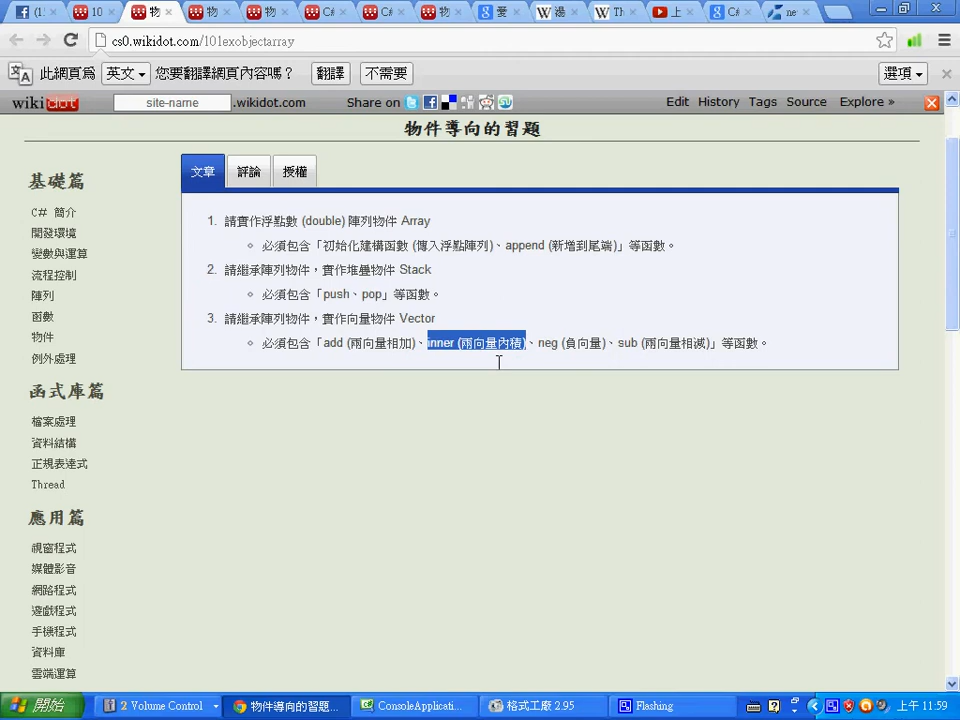 10
物
物
物
C#
C#
物
愛
湯
Th
上
C#
ne
cs0.wikidot.com/101exobjectarray
此網頁為 英文 您要翻譯網頁內容嗎？ 翻譯 不需要 選項
wikidot site-name .wikidot.com Share on Edit History Tags Source Explore »
物件導向的習題
文章 評論 授權
1. 請實作浮點數 (double) 陣列物件 Array
必須包含「初始化建構函數 (傳入浮點陣列)、append (新增到尾端)」等函數。
2. 請繼承陣列物件，實作堆疊物件 Stack
必須包含「push、pop」等函數。
3. 請繼承陣列物件，實作向量物件 Vector
必須包含「add (兩向量相加)、inner (兩向量內積)、neg (負向量)、sub (兩向量相減)」等函數。
基礎篇
C# 簡介
開發環境
變數與運算
流程控制
陣列
函數
物件
例外處理
函式庫篇
檔案處理
資料結構
正規表達式
Thread
應用篇
視窗程式
媒體影音
網路程式
遊戲程式
手機程式
資料庫
雲端運算
開始 2 Volume Control 物件導向的習題... ConsoleApplicati... 格式工廠 2.95 Flashing 上午 11:59